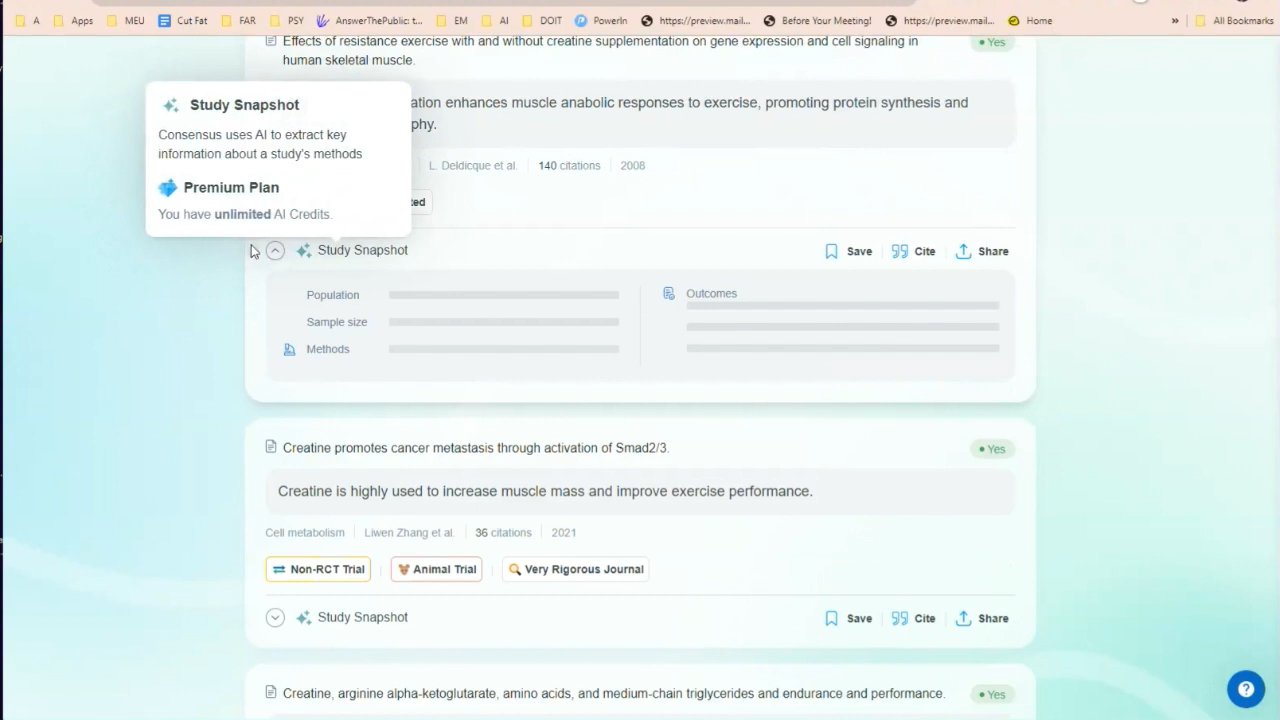 A Apps MEU Cut Fat FAR PSY AnswerThePublic: t... EM AI DOIT PowerIn https://preview.mail... Before Your Meeting! https://preview.mail... Home » All Bookmarks
Effects of resistance exercise with and without creatine supplementation on gene expression and cell signaling in
human skeletal muscle.
Yes
Study Snapshot
Consensus uses AI to extract key
information about a study's methods
Premium Plan
You have unlimited AI Credits.
ation enhances muscle anabolic responses to exercise, promoting protein synthesis and
phy.
L. Deldicque et al. 140 citations 2008
ted
Study Snapshot Save Cite Share
Population
Sample size
Methods
Outcomes
Creatine promotes cancer metastasis through activation of Smad2/3. Yes
Creatine is highly used to increase muscle mass and improve exercise performance.
Cell metabolism Liwen Zhang et al. 36 citations 2021
Non-RCT Trial Animal Trial Very Rigorous Journal
Study Snapshot Save Cite Share
Creatine, arginine alpha-ketoglutarate, amino acids, and medium-chain triglycerides and endurance and performance. Yes
?